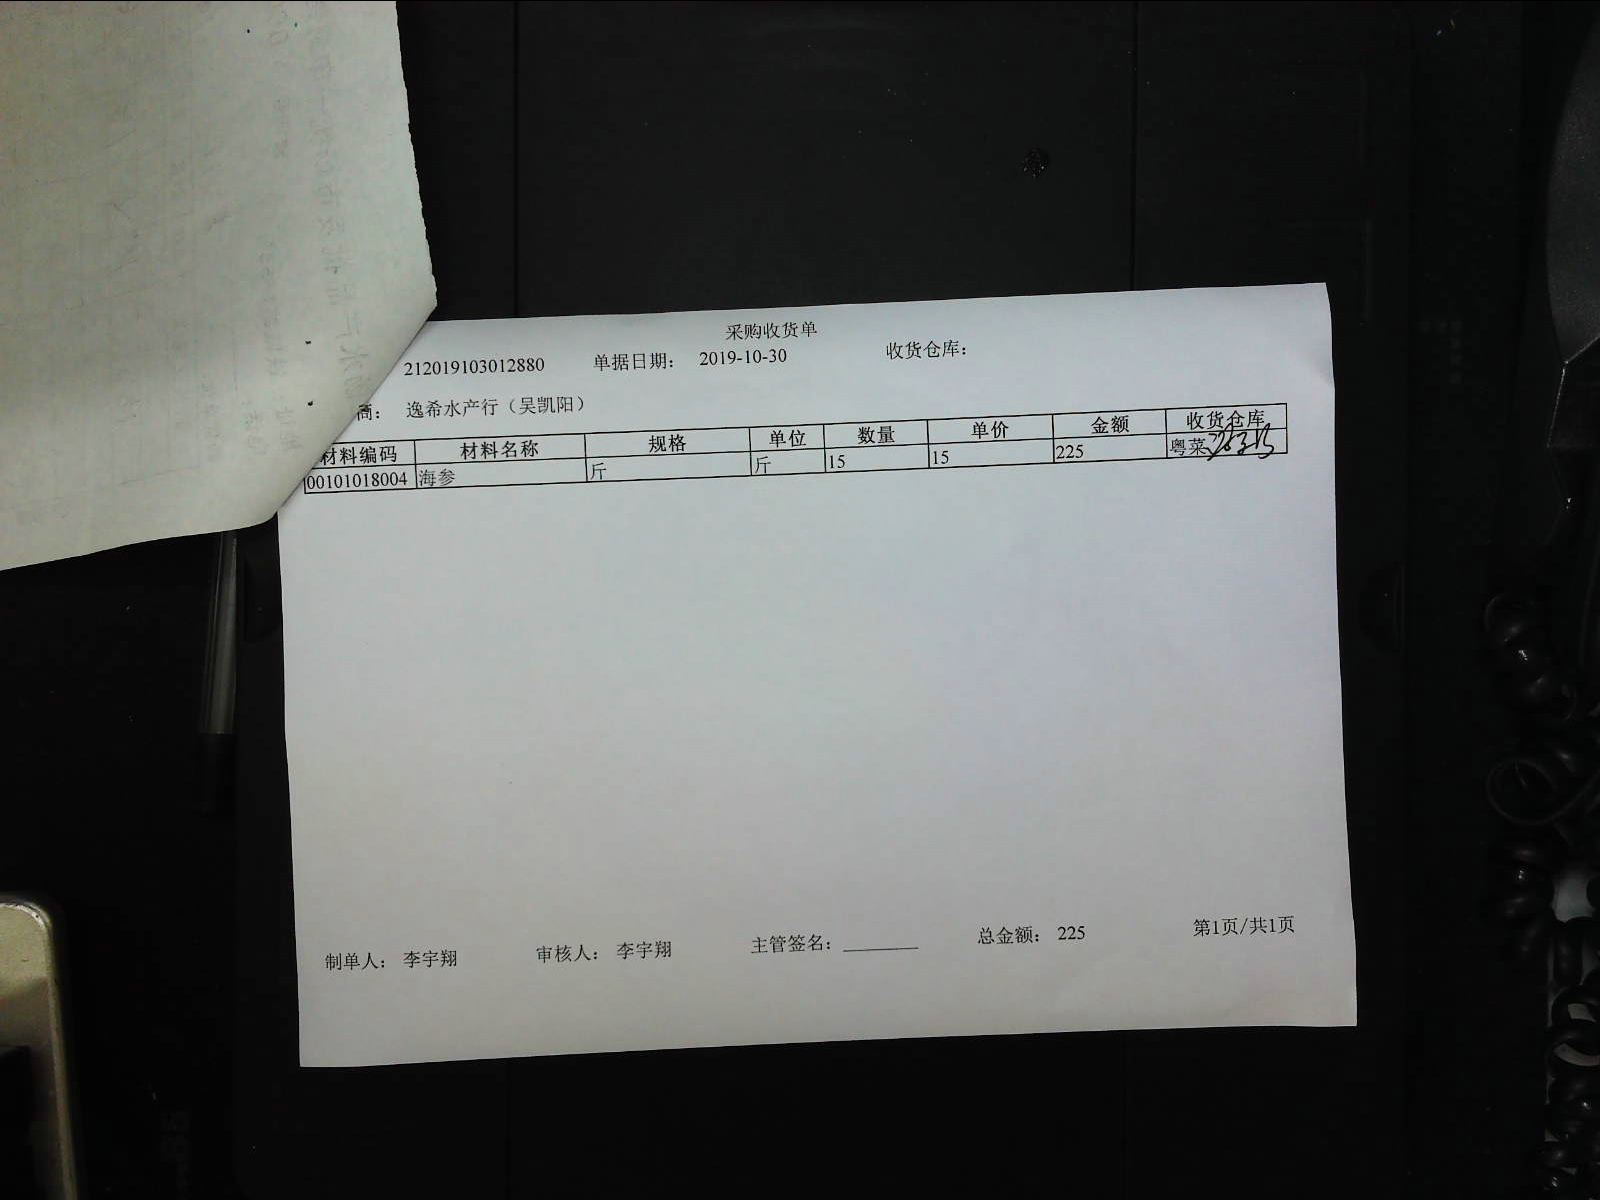 采购收货单
212019103012880 单据日期： 2019-10-30 收货仓库：
商： 逸希水产行（吴凯阳）
材料编码 材料名称 规格 单位 数量 单价 金额 收货仓库
00101018004 海参 斤 斤 15 15 225 粤菜
制单人： 李宇翔 审核人： 李宇翔 主管签名：________ 总金额： 225 第1页/共1页